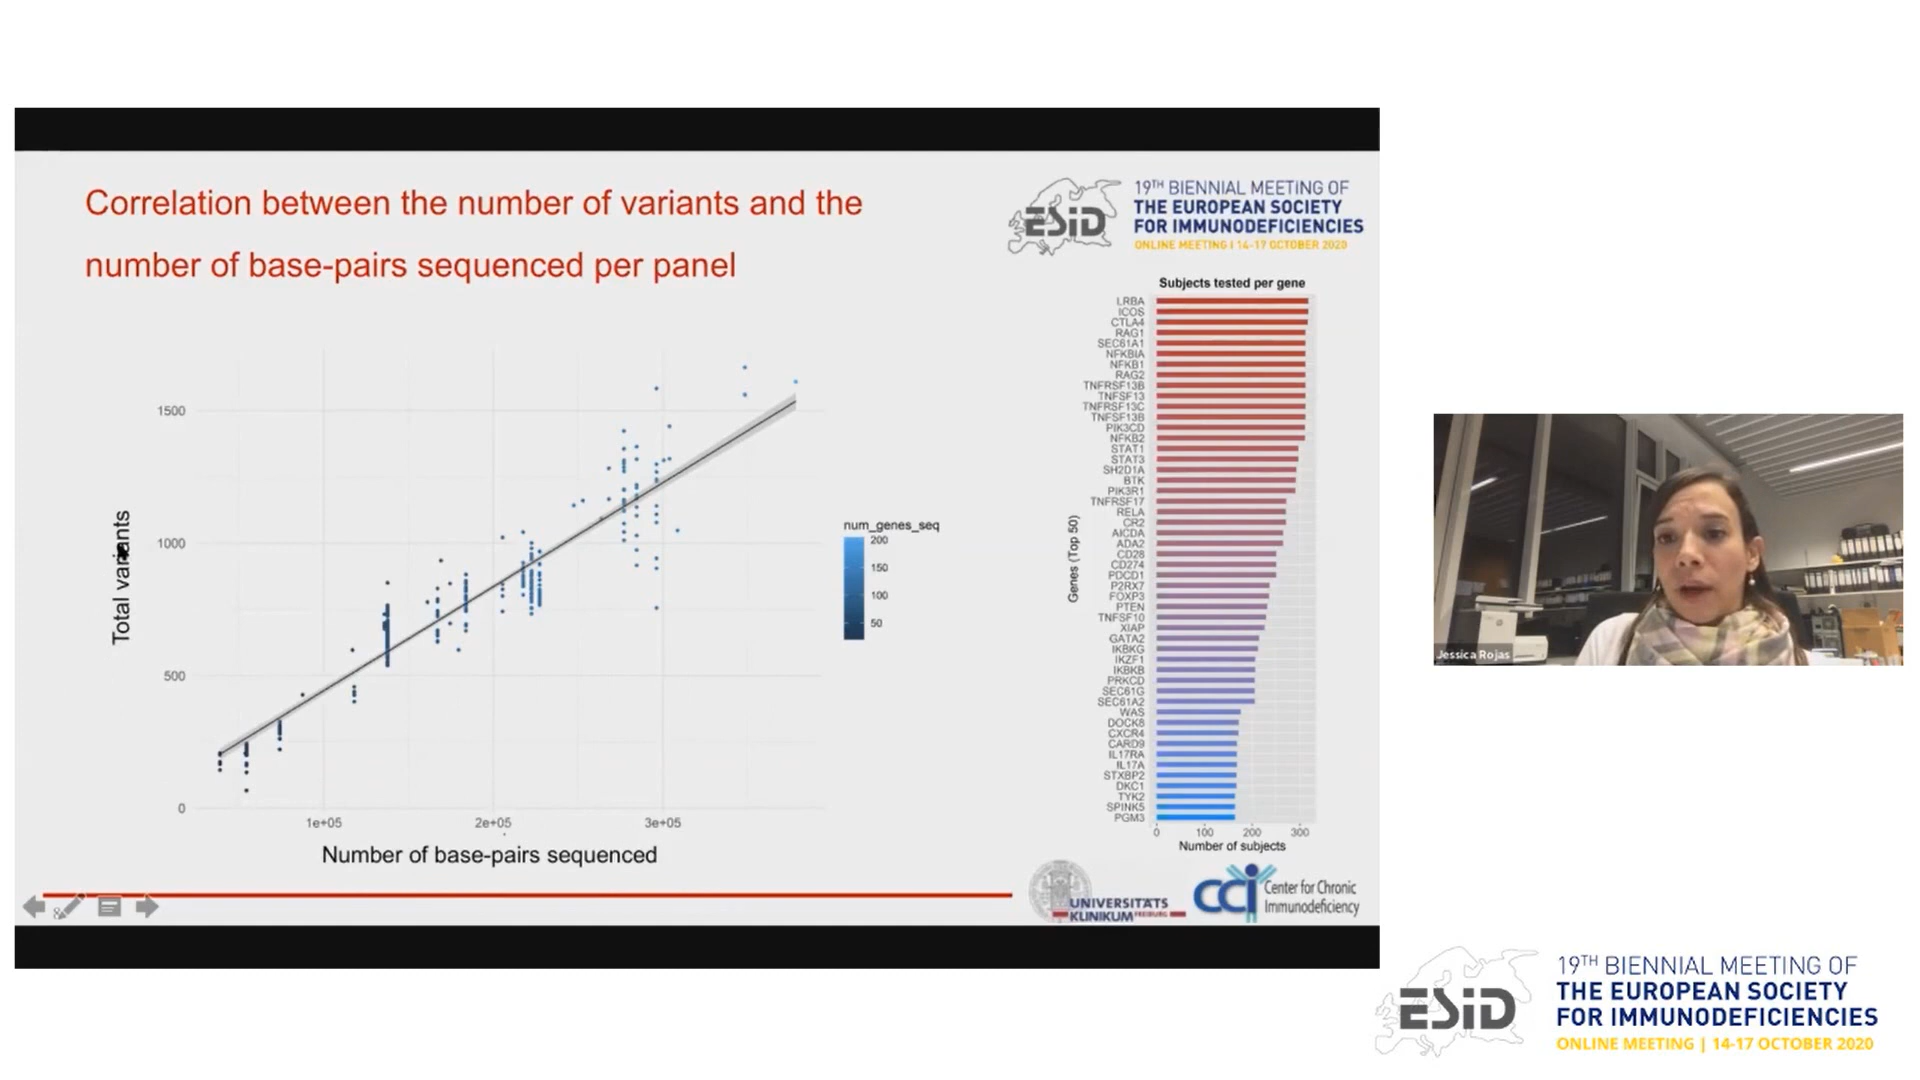 Correlation between the number of variants and the
number of base-pairs sequenced per panel
ESID
19TH BIENNIAL MEETING OF
THE EUROPEAN SOCIETY
FOR IMMUNODEFICIENCIES
ONLINE MEETING | 14-17 OCTOBER 2020
Total variants
1500
1000
500
0
1e+05
2e+05
3e+05
Number of base-pairs sequenced
num_genes_seq
200
150
100
50
Subjects tested per gene
Genes (Top 50)
LRBA
ICOS
CTLA4
RAG1
SEC61A1
NFKBIA
NFKB1
RAG2
TNFRSF13B
TNFSF13
TNFRSF13C
TNFSF13B
PIK3CD
NFKB2
STAT1
STAT3
SH2D1A
BTK
PIK3R1
TNFRSF17
RELA
CR2
AICDA
ADA2
CD28
CD274
PDCD1
P2RX7
FOXP3
PTEN
TNFSF10
XIAP
GATA2
IKBKG
IKZF1
IKBKB
PRKCD
SEC61G
SEC61A2
WAS
DOCK8
CXCR4
CARD9
IL17RA
IL17A
STXBP2
DKC1
TYK2
SPINK5
PGM3
0
100
200
300
Number of subjects
UNIVERSITÄTS
KLINIKUM FREIBURG
CCI
Center for Chronic
Immunodeficiency
Jessica Rojas
ESID
19TH BIENNIAL MEETING OF
THE EUROPEAN SOCIETY
FOR IMMUNODEFICIENCIES
ONLINE MEETING | 14-17 OCTOBER 2020